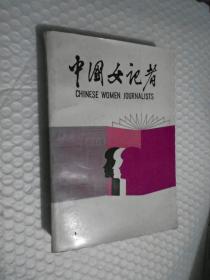 中国女记者
CHINESE WOMEN JOURNALISTS